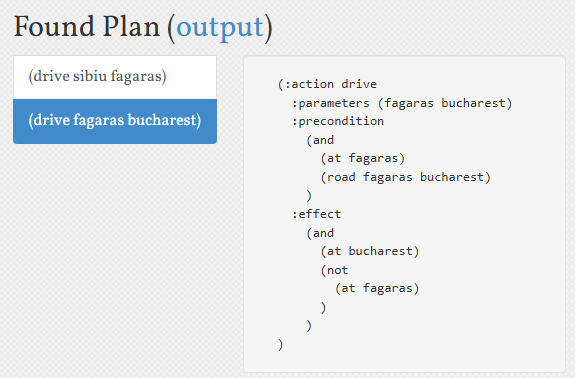 Found Plan (output)
(drive sibiu fagaras)
(drive fagaras bucharest)
(:action drive
  :parameters (fagaras bucharest)
  :precondition
    (and
      (at fagaras)
      (road fagaras bucharest)
    )
  :effect
    (and
      (at bucharest)
      (not
        (at fagaras)
      )
    )
)